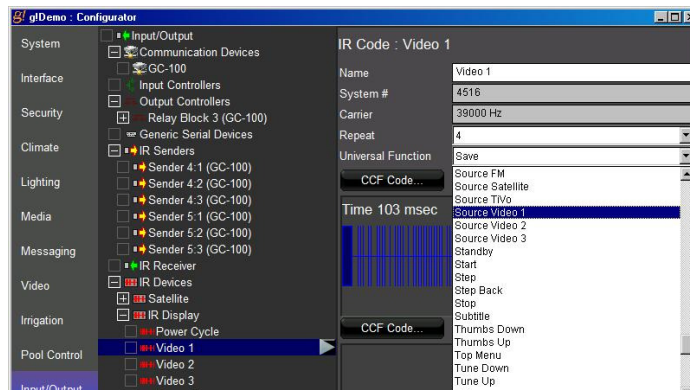 g! g!Demo : Configurator
System
Interface
Security
Climate
Lighting
Media
Messaging
Video
Irrigation
Pool Control
Input/Output
Input/Output
Communication Devices
GC-100
Input Controllers
Output Controllers
Relay Block 3 (GC-100)
Generic Serial Devices
IR Senders
Sender 4:1 (GC-100)
Sender 4:2 (GC-100)
Sender 4:3 (GC-100)
Sender 5:1 (GC-100)
Sender 5:2 (GC-100)
Sender 5:3 (GC-100)
IR Receiver
IR Devices
Satellite
IR Display
Power Cycle
Video 1
Video 2
Video 3
IR Code : Video 1
Name Video 1
System # 4516
Carrier 39000 Hz
Repeat 4
Universal Function Save
CCF Code...
Time 103 msec
CCF Code...
Source FM
Source Satellite
Source TiVo
Source Video 1
Source Video 2
Source Video 3
Standby
Start
Step
Step Back
Stop
Subtitle
Thumbs Down
Thumbs Up
Top Menu
Tune Down
Tune Up